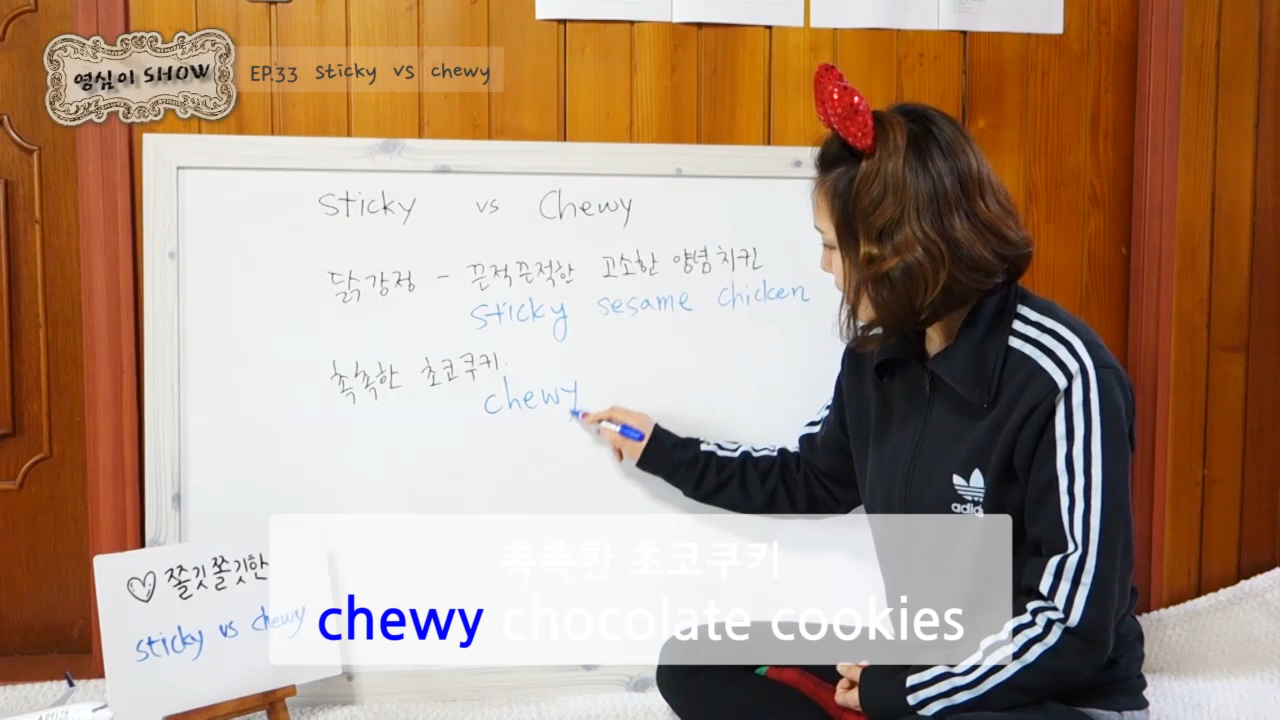 영심이 SHOW
EP.33 sticky vs chewy
sticky vs chewy
닭강정 - 끈적끈적한 고소한 양념치킨
sticky sesame chicken
촉촉한 초코쿠키.
chewy
adidas
촉촉한 초코쿠키
chewy chocolate cookies
♡ 쫄깃쫄깃한
sticky vs chewy